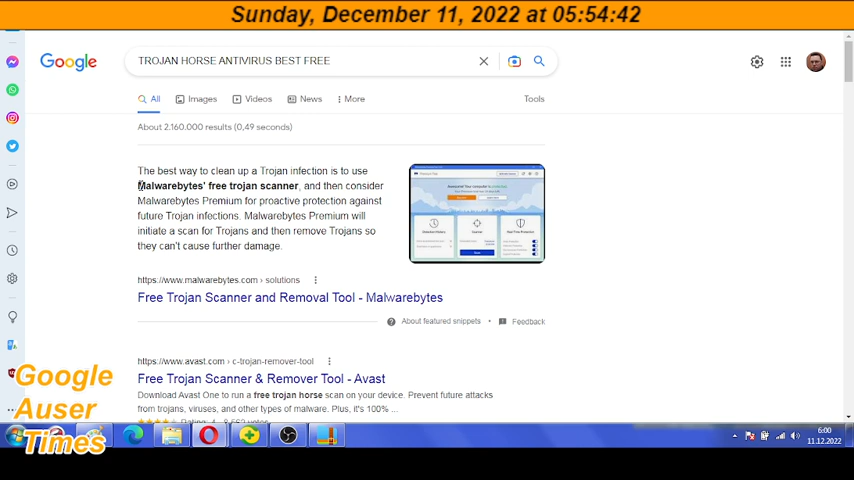 Sunday, December 11, 2022 at 05:54:42
Google
TROJAN HORSE ANTIVIRUS BEST FREE
All Images Videos News More Tools
About 2.160.000 results (0,49 seconds)
The best way to clean up a Trojan infection is to use
Malwarebytes' free trojan scanner, and then consider
Malwarebytes Premium for proactive protection against
future Trojan infections. Malwarebytes Premium will
initiate a scan for Trojans and then remove Trojans so
they can't cause further damage.
https://www.malwarebytes.com › solutions
Free Trojan Scanner and Removal Tool - Malwarebytes
About featured snippets • Feedback
https://www.avast.com › c-trojan-remover-tool
Free Trojan Scanner & Remover Tool - Avast
Download Avast One to run a free trojan horse scan on your device. Prevent future attacks
from trojans, viruses, and other types of malware. Plus, it's 100% ...
Google
Auser
Times
6:00
11.12.2022